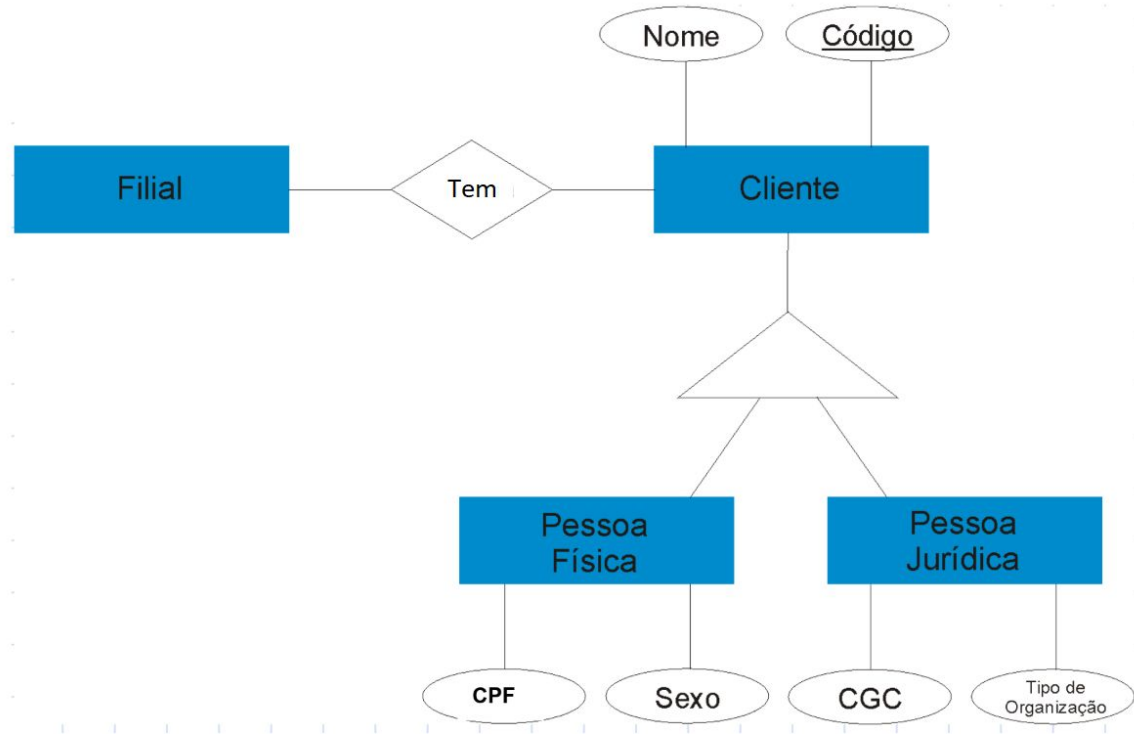 Nome
Código
Filial
Tem
Cliente
Pessoa
Física
Pessoa
Jurídica
CPF
Sexo
CGC
Tipo de
Organização